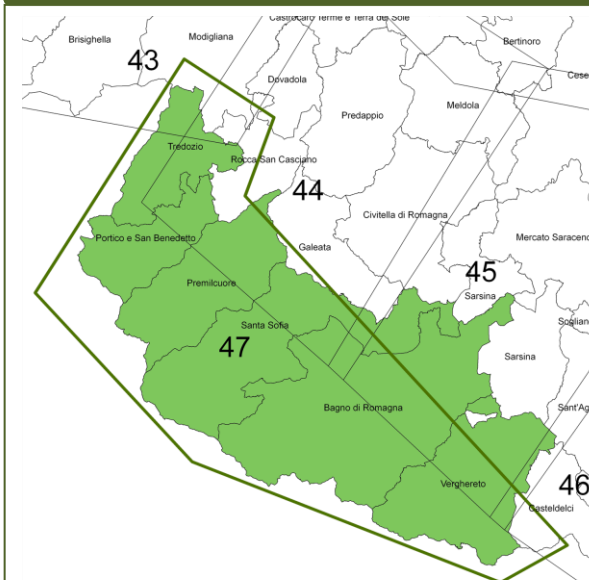 Castrocaro Terme e Terra del Sole
Brisighella
Modigliana
Bertinoro
43
Dovadola
Cese
Meldola
Predappio
Tredozio
Rocca San Casciano
44
Civitella di Romagna
Portico e San Benedetto
Mercato Saraceno
Galeata
45
Premilcuore
Sarsina
Soglian
Santa Sofia
47
Sarsina
Bagno di Romagna
Sant'Ag
Verghereto
46
Casteldelci